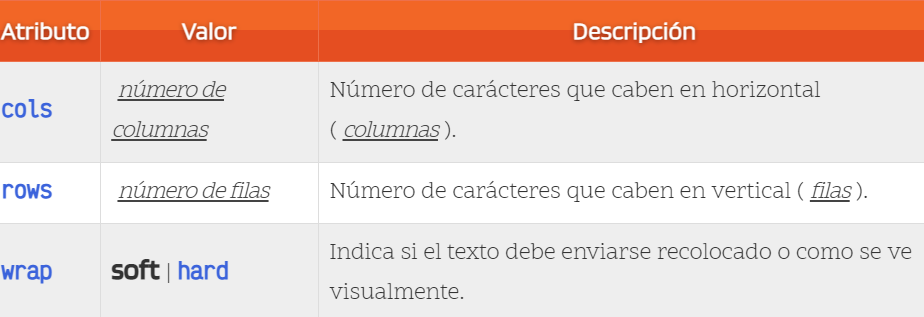 Atributo Valor Descripción
cols número de columnas Número de carácteres que caben en horizontal ( columnas ).
rows número de filas Número de carácteres que caben en vertical ( filas ).
wrap soft | hard Indica si el texto debe enviarse recolocado o como se ve visualmente.